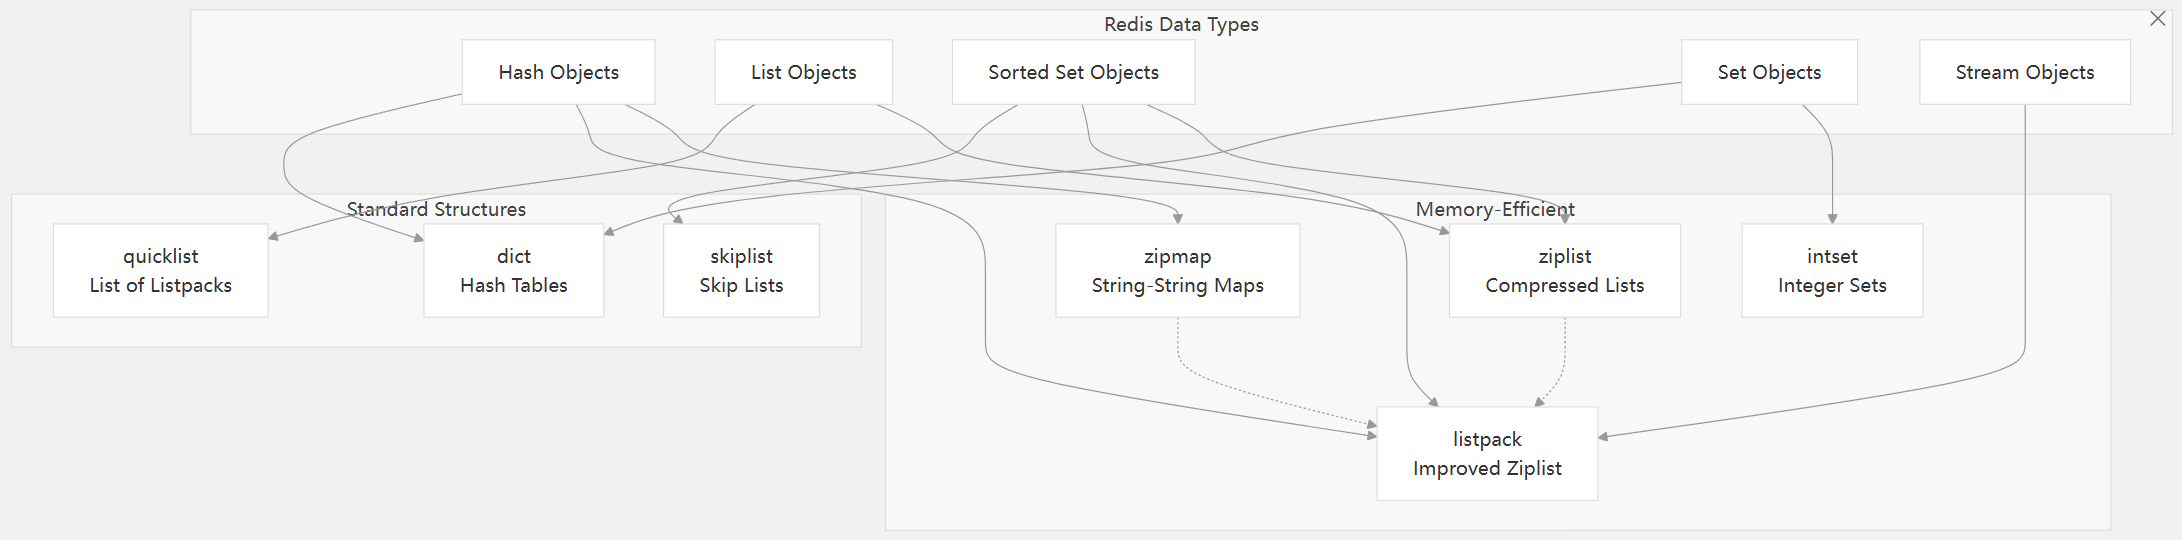 Redis Data Types
Hash Objects
List Objects
Sorted Set Objects
Set Objects
Stream Objects
Standard Structures
quicklist
List of Listpacks
dict
Hash Tables
skiplist
Skip Lists
Memory-Efficient
zipmap
String-String Maps
ziplist
Compressed Lists
intset
Integer Sets
listpack
Improved Ziplist